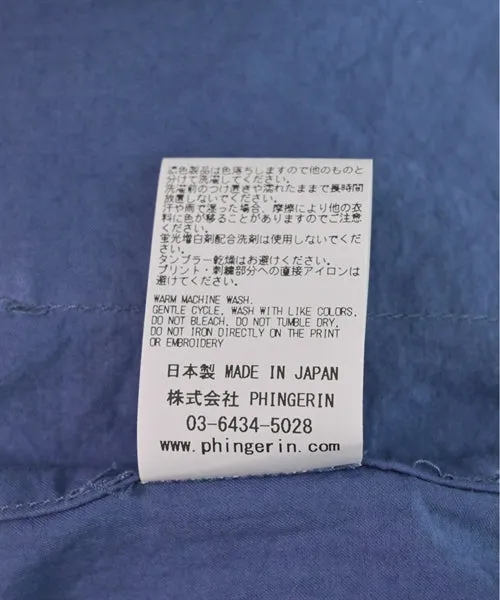 濃色製品は色落ちしますので他のものと
分けて洗濯してください。
洗濯前のつけ置きや濡れたままで長時間
放置しないでください。
汗や雨で湿った場合、摩擦により他の衣
料に色が移ることがありますのでご注意
ください。
蛍光増白剤配合洗剤は使用しないでくだ
さい。
タンブラー乾燥はお避けください。
プリント・刺繍部分への直接アイロンは
避けてください。
WARM MACHINE WASH.
GENTLE CYCLE, WASH WITH LIKE COLORS.
DO NOT BLEACH. DO NOT TUMBLE DRY.
DO NOT IRON DIRECTLY ON THE PRINT
OR EMBROIDERY
日本製 MADE IN JAPAN
株式会社 PHINGERIN
03-6434-5028
www.phingerin.com